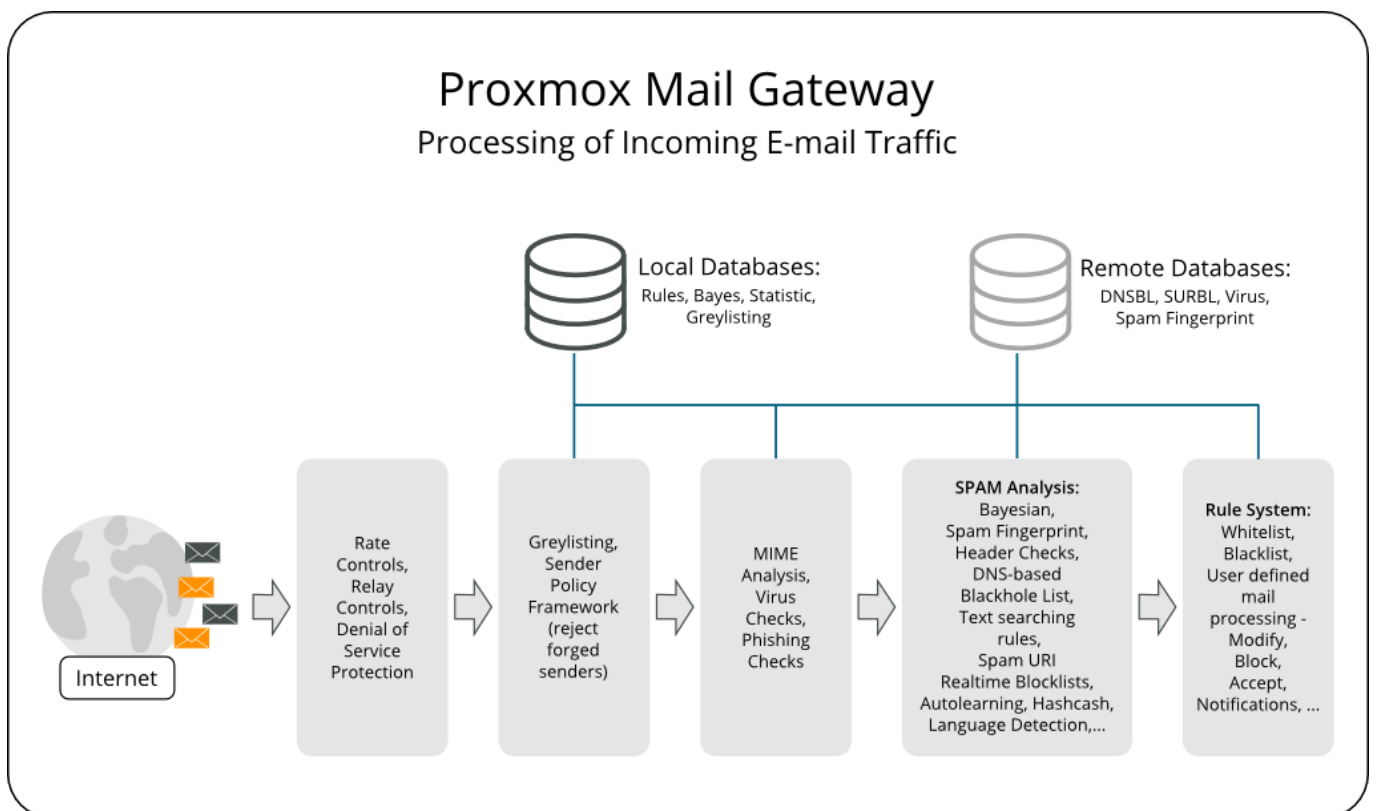 Proxmox Mail Gateway
Processing of Incoming E-mail Traffic
Local Databases:
Rules, Bayes, Statistic,
Greylisting
Remote Databases:
DNSBL, SURBL, Virus,
Spam Fingerprint
Internet
Rate
Controls,
Relay
Controls,
Denial of
Service
Protection
Greylisting,
Sender
Policy
Framework
(reject
forged
senders)
MIME
Analysis,
Virus
Checks,
Phishing
Checks
SPAM Analysis:
Bayesian,
Spam Fingerprint,
Header Checks,
DNS-based
Blackhole List,
Text searching
rules,
Spam URI
Realtime Blocklists,
Autolearning, Hashcash,
Language Detection,...
Rule System:
Whitelist,
Blacklist,
User defined
mail
processing -
Modify,
Block,
Accept,
Notifications, ...